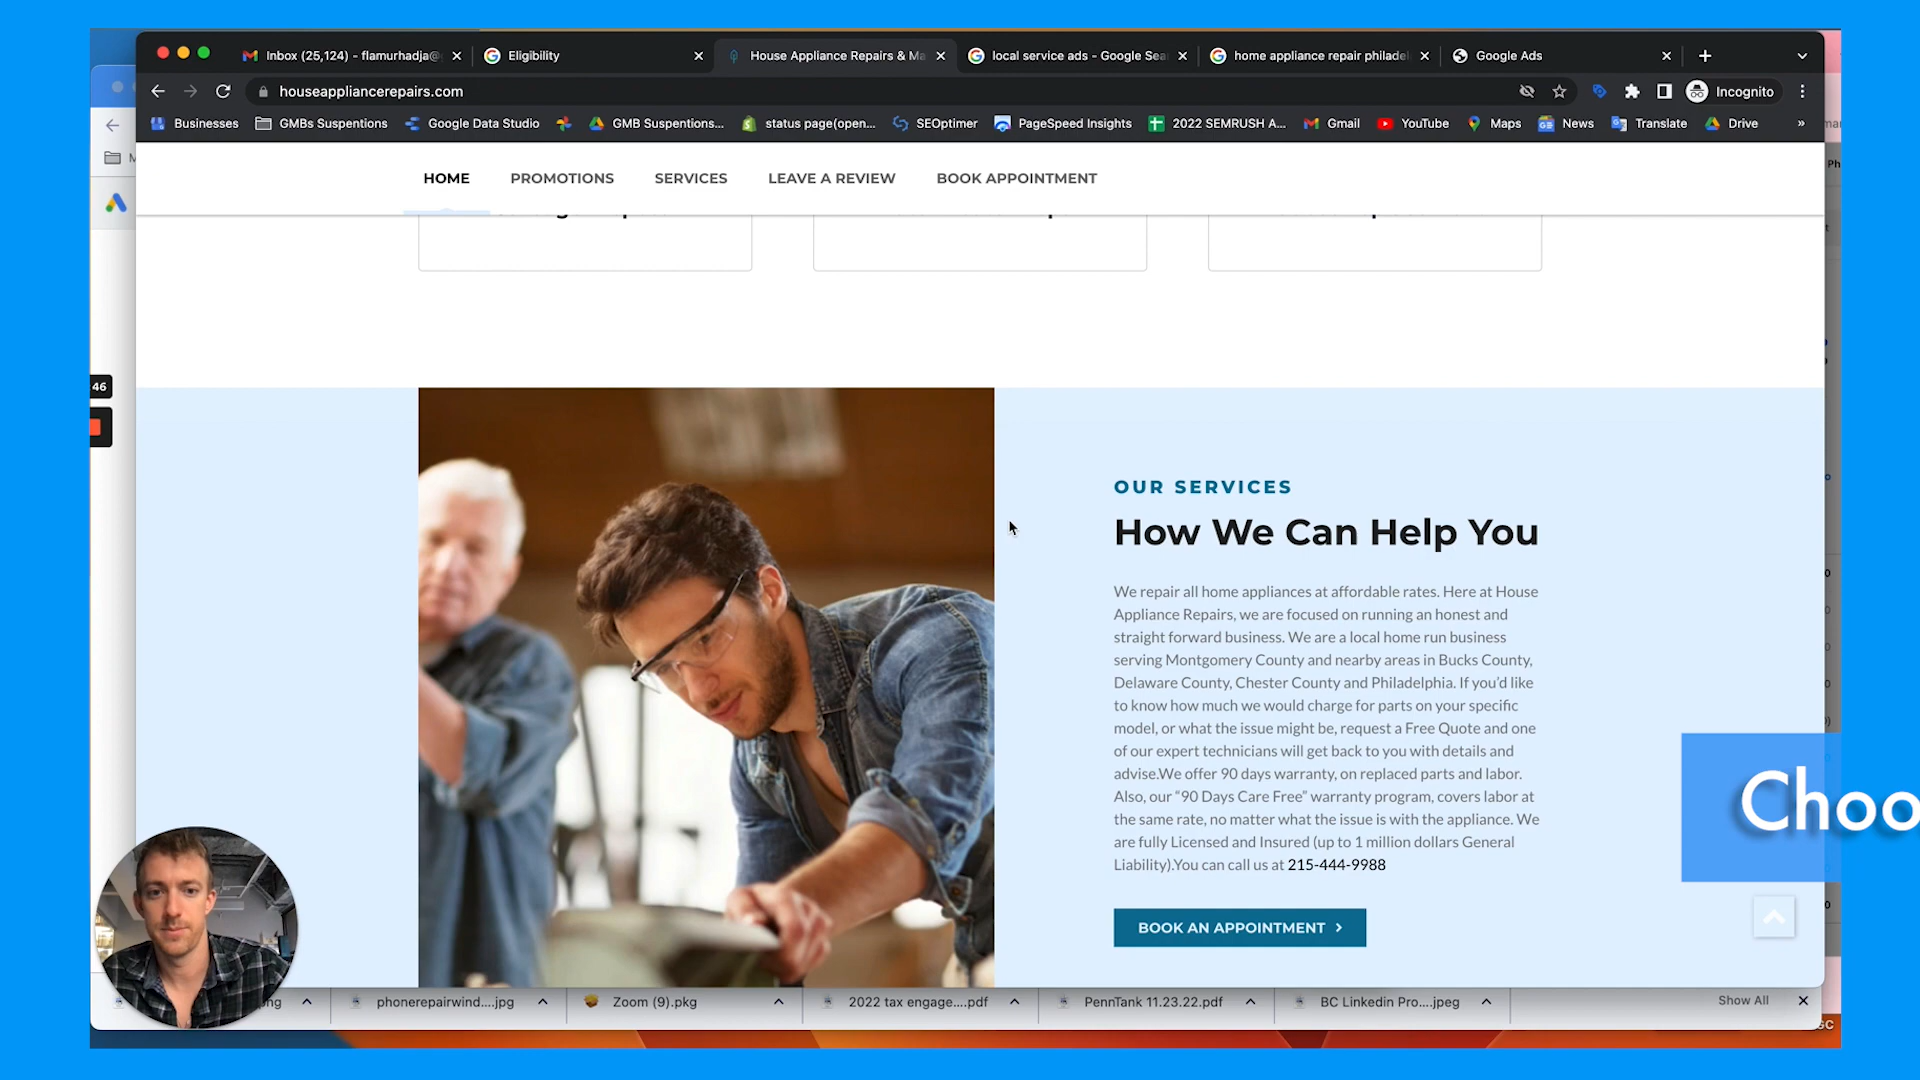 Inbox (25,124) - flamurhadja@
Eligibility
House Appliance Repairs & Ma
local service ads - Google Sea
home appliance repair philadel
Google Ads
houseappliancerepairs.com
Incognito
Businesses
GMBs Suspentions
Google Data Studio
GMB Suspentions...
status page(open...
SEOptimer
PageSpeed Insights
2022 SEMRUSH A...
Gmail
YouTube
Maps
News
Translate
Drive
»
HOME
PROMOTIONS
SERVICES
LEAVE A REVIEW
BOOK APPOINTMENT
46
OUR SERVICES
How We Can Help You
We repair all home appliances at affordable rates. Here at House
Appliance Repairs, we are focused on running an honest and
straight forward business. We are a local home run business
serving Montgomery County and nearby areas in Bucks County,
Delaware County, Chester County and Philadelphia. If you'd like
to know how much we would charge for parts on your specific
model, or what the issue might be, request a Free Quote and one
of our expert technicians will get back to you with details and
advise.We offer 90 days warranty, on replaced parts and labor.
Also, our “90 Days Care Free” warranty program, covers labor at
the same rate, no matter what the issue is with the appliance. We
are fully Licensed and Insured (up to 1 million dollars General
Liability).You can call us at 215-444-9988
BOOK AN APPOINTMENT
Choo
phonerepairwind....jpg
Zoom (9).pkg
2022 tax engage....pdf
PennTank 11.23.22.pdf
BC Linkedin Pro....jpeg
Show All